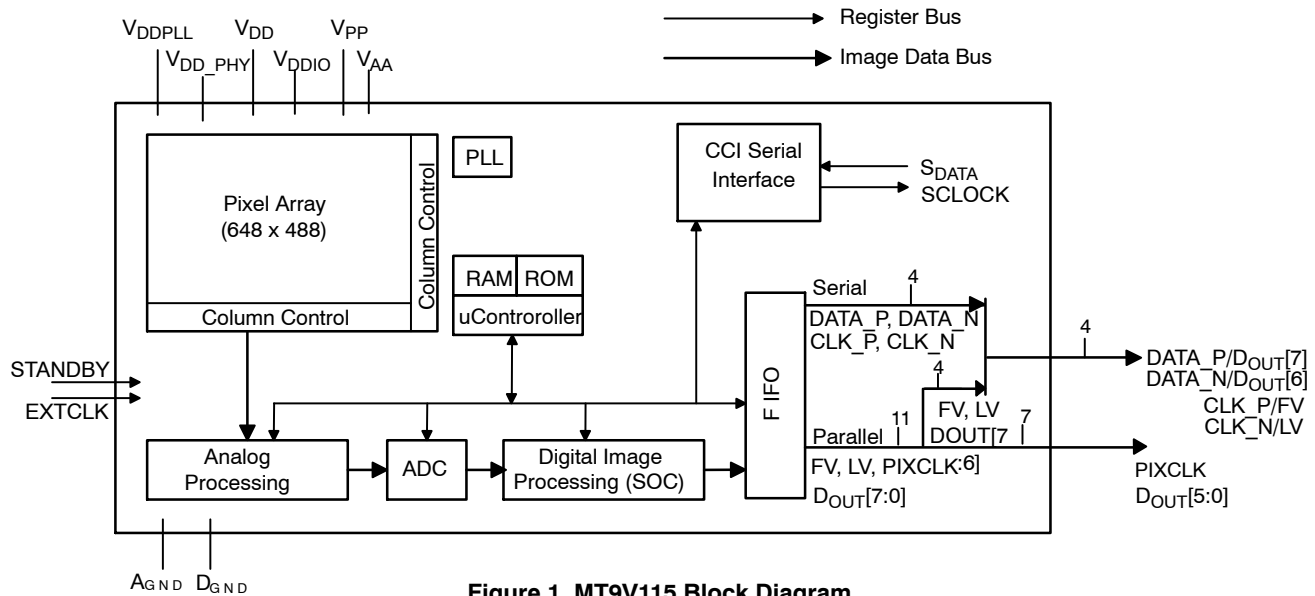 Register Bus
Image Data Bus
VDDPLL
VDD
VPP
VDD_PHY
VDDIO
VAA
Pixel Array
(648 x 488)
Column Control
Column Control
PLL
CCI Serial
Interface
SDATA
SCLOCK
RAM
ROM
uControroller
STANDBY
EXTCLK
Analog
Processing
ADC
Digital Image
Processing (SOC)
F IFO
Serial
4
DATA_P, DATA_N
CLK_P, CLK_N
4
FV, LV
DOUT[7
:6]
Parallel
11
7
FV, LV, PIXCLK
DOUT[7:0]
4
DATA_P/DOUT[7]
DATA_N/DOUT[6]
CLK_P/FV
CLK_N/LV
PIXCLK
DOUT[5:0]
AGND
DGND
Figure 1. MT9V115 Block Diagram